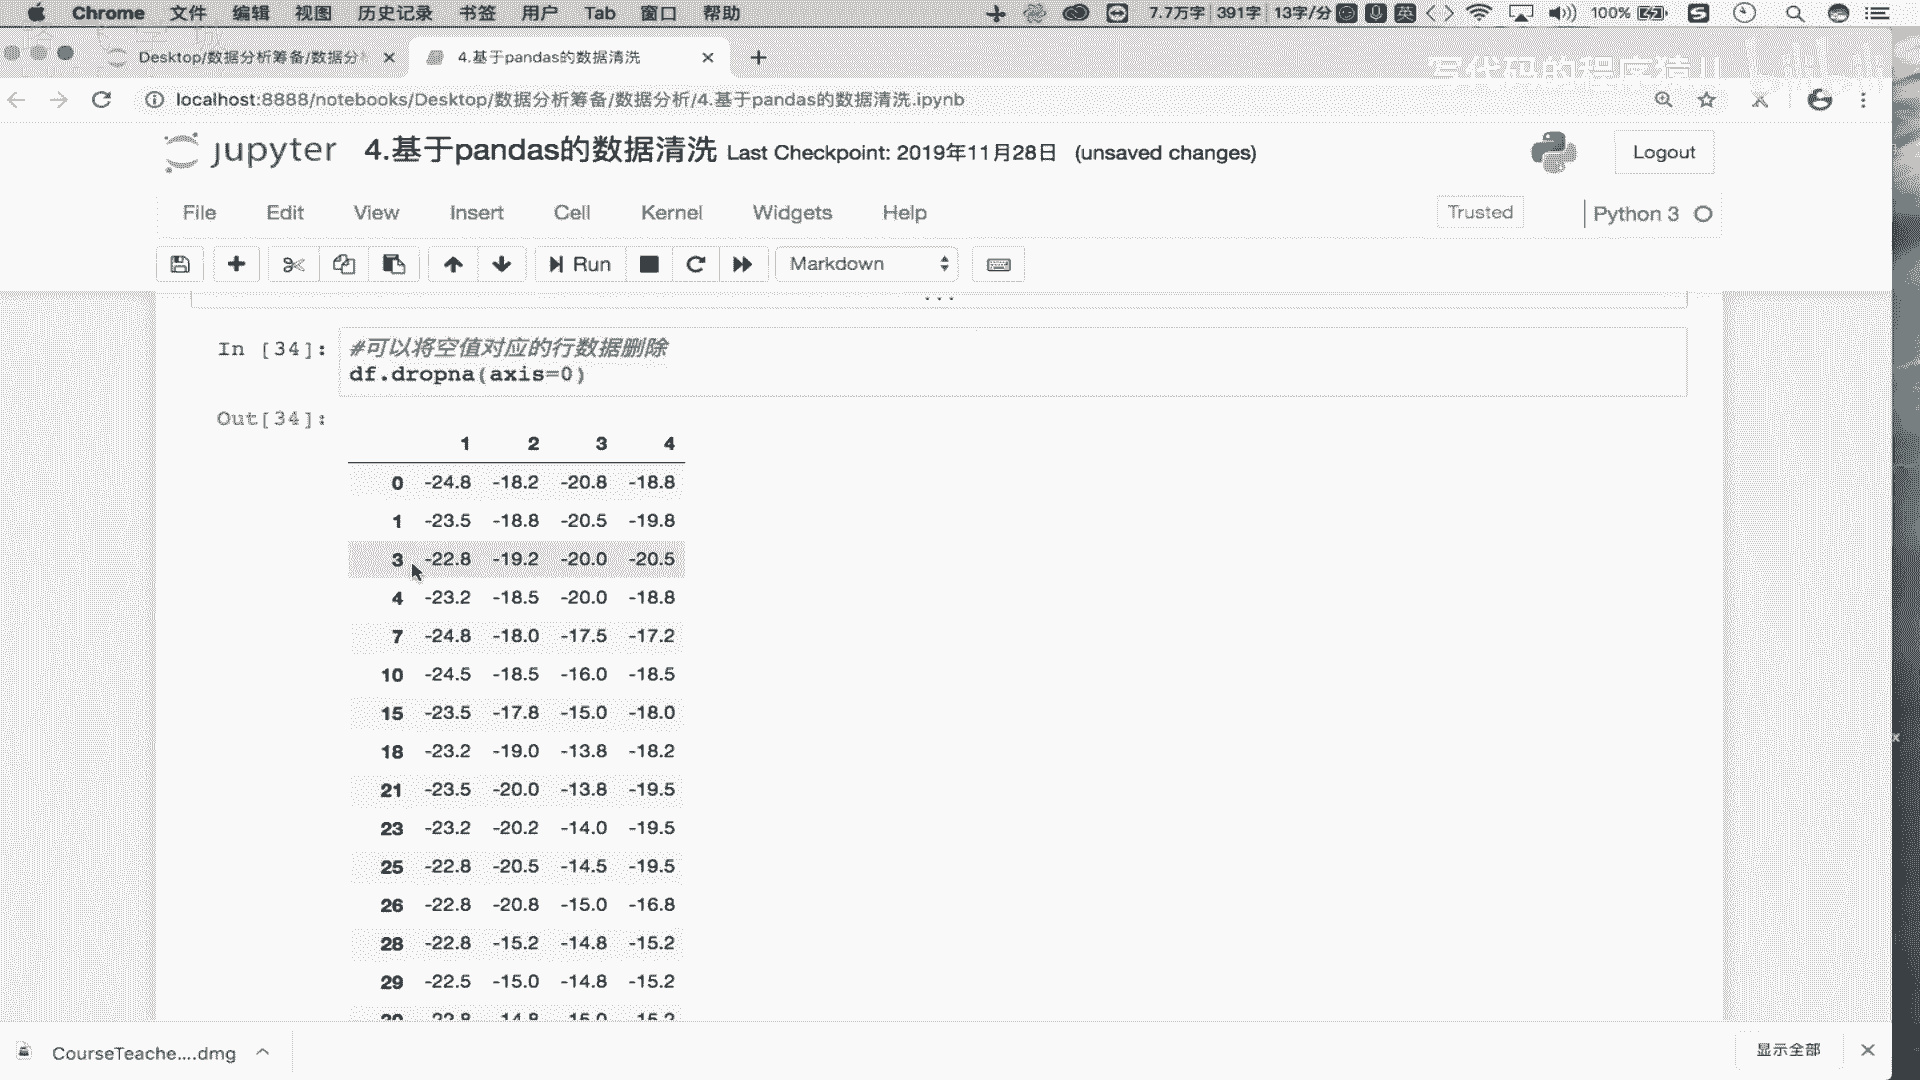 Chrome 文件 编辑 视图 历史记录 书签 用户 Tab 窗口 帮助 7.7万字 391字 13字/分 英 100%
Desktop/数据分析筹备/数据分 4.基于pandas的数据清洗
写代码的程序猿儿 bilibili
localhost:8888/notebooks/Desktop/数据分析筹备/数据分析/4.基于pandas的数据清洗.ipynb
jupyter 4.基于pandas的数据清洗 Last Checkpoint: 2019年11月28日 (unsaved changes) Logout
File Edit View Insert Cell Kernel Widgets Help Trusted Python 3
Run Markdown
In [34]: #可以将空值对应的行数据删除
df.dropna(axis=0)
Out[34]:
1 2 3 4
0 -24.8 -18.2 -20.8 -18.8
1 -23.5 -18.8 -20.5 -19.8
3 -22.8 -19.2 -20.0 -20.5
4 -23.2 -18.5 -20.0 -18.8
7 -24.8 -18.0 -17.5 -17.2
10 -24.5 -18.5 -16.0 -18.5
15 -23.5 -17.8 -15.0 -18.0
18 -23.2 -19.0 -13.8 -18.2
21 -23.5 -20.0 -13.8 -19.5
23 -23.2 -20.2 -14.0 -19.5
25 -22.8 -20.5 -14.5 -19.5
26 -22.8 -20.8 -15.0 -16.8
28 -22.8 -15.2 -14.8 -15.2
29 -22.5 -15.0 -14.8 -15.2
CourseTeache....dmg 显示全部